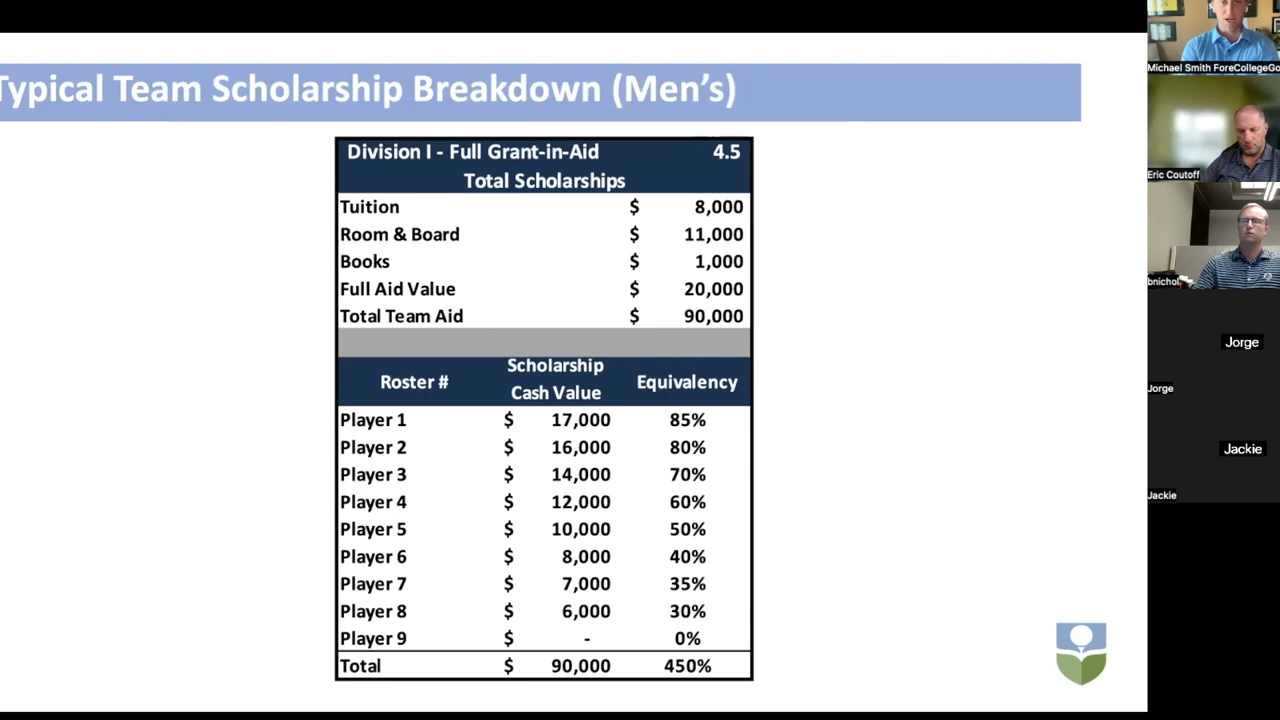 Typical Team Scholarship Breakdown (Men's)
Division I - Full Grant-in-Aid 4.5
Total Scholarships
Tuition $ 8,000
Room & Board $ 11,000
Books $ 1,000
Full Aid Value $ 20,000
Total Team Aid $ 90,000
Roster # Scholarship Cash Value Equivalency
Player 1 $ 17,000 85%
Player 2 $ 16,000 80%
Player 3 $ 14,000 70%
Player 4 $ 12,000 60%
Player 5 $ 10,000 50%
Player 6 $ 8,000 40%
Player 7 $ 7,000 35%
Player 8 $ 6,000 30%
Player 9 $ - 0%
Total $ 90,000 450%
Michael Smith ForeCollegeGo
Eric Coutoff
bnichol
Jorge
Jorge
Jackie
Jackie